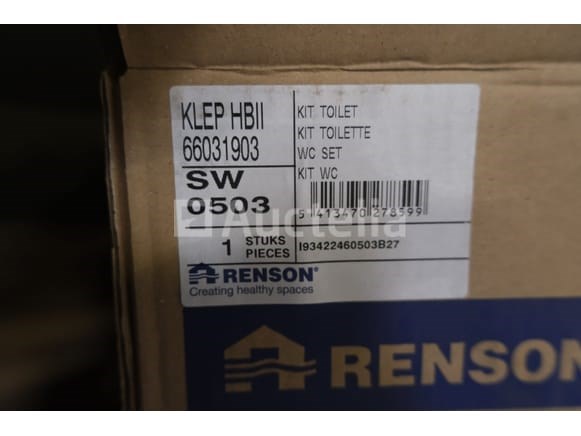 KLEP HBII
66031903
SW
0503
1 STUKS
PIECES
RENSON®
Creating healthy spaces
KIT TOILET
KIT TOILETTE
WC SET
KIT WC
5 413470 278599
I93422460503B27
Auctelia
RENSON